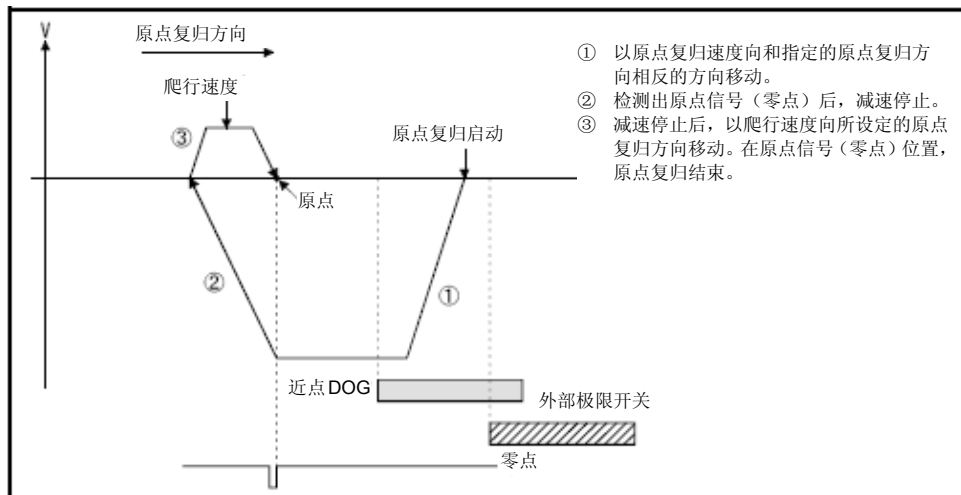 V
原点复归方向
爬行速度
③
原点复归启动
原点
②
①
近点DOG
外部极限开关
零点
① 以原点复归速度向和指定的原点复归方
向相反的方向移动。
② 检测出原点信号（零点）后，减速停止。
③ 减速停止后，以爬行速度向所设定的原点
复归方向移动。在原点信号（零点）位置，
原点复归结束。